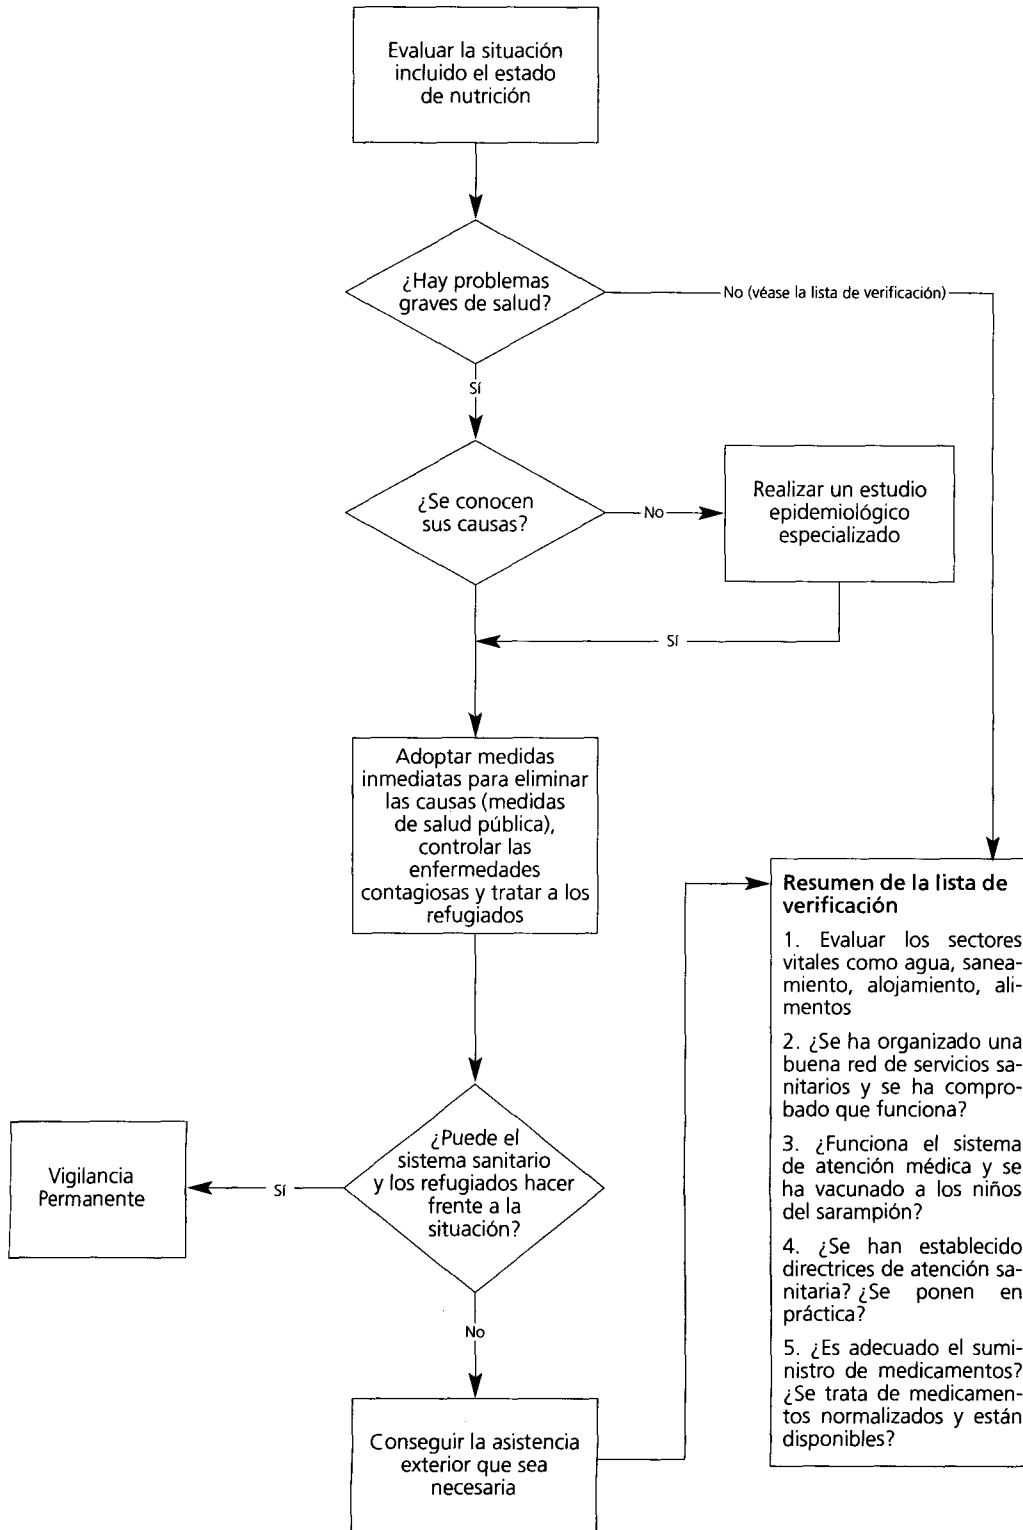 Evaluar la situación
incluido el estado
de nutrición
¿Hay problemas
graves de salud?
No (véase la lista de verificación)
Sí
¿Se conocen
sus causas?
No
Realizar un estudio
epidemiológico
especializado
Sí
Adoptar medidas
inmediatas para eliminar
las causas (medidas
de salud pública),
controlar las
enfermedades
contagiosas y tratar a los
refugiados
¿Puede el
sistema sanitario
y los refugiados hacer
frente a la
situación?
Sí
Vigilancia
Permanente
No
Conseguir la asistencia
exterior que sea
necesaria
Resumen de la lista de
verificación
1. Evaluar los sectores
vitales como agua, sanea-
miento, alojamiento, ali-
mentos
2. ¿Se ha organizado una
buena red de servicios sa-
nitarios y se ha compro-
bado que funciona?
3. ¿Funciona el sistema
de atención médica y se
ha vacunado a los niños
del sarampión?
4. ¿Se han establecido
directrices de atención sa-
nitaria? ¿Se ponen en
práctica?
5. ¿Es adecuado el sumi-
nistro de medicamentos?
¿Se trata de medicamen-
tos normalizados y están
disponibles?